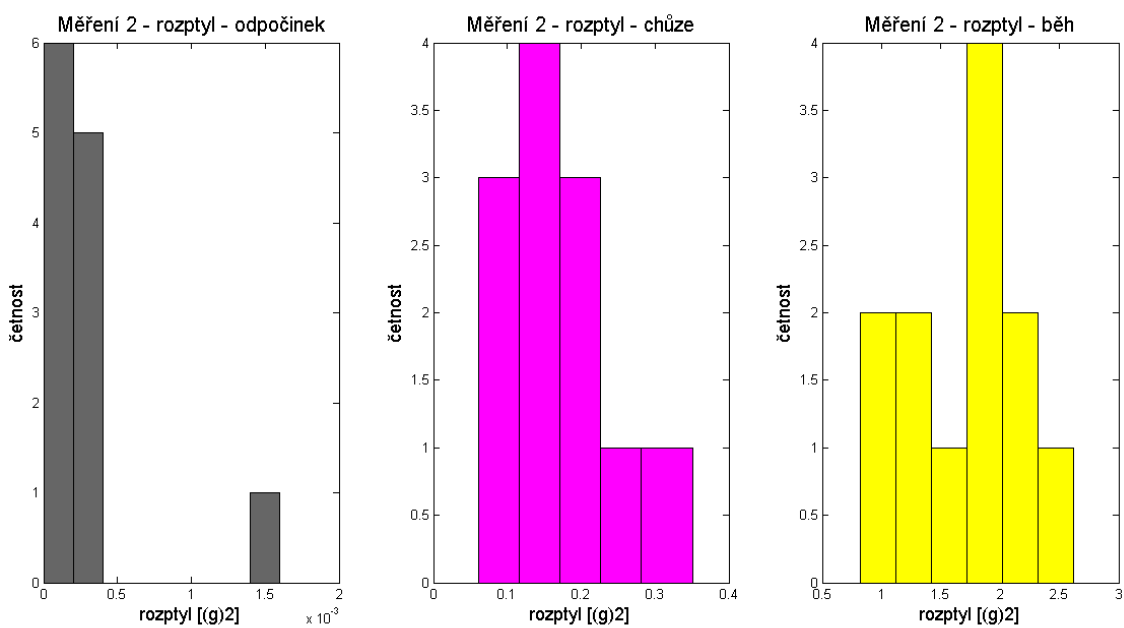 Měření 2 - rozptyl - odpočinek
6
5
4
3
2
1
0
četnost
0 0.5 1 1.5 2
x 10-3
rozptyl [(g)2]
Měření 2 - rozptyl - chůze
4
3.5
3
2.5
2
1.5
1
0.5
0
četnost
0 0.1 0.2 0.3 0.4
rozptyl [(g)2]
Měření 2 - rozptyl - běh
4
3.5
3
2.5
2
1.5
1
0.5
0
četnost
0.5 1 1.5 2 2.5 3
rozptyl [(g)2]